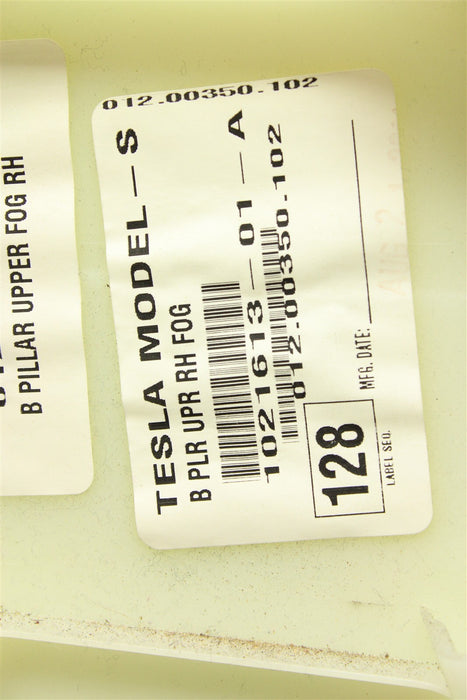 B PILLAR UPPER FOG RH
012.00350.102
TESLA MODEL-S
B PLR UPR RH FOG
1021613-01-A
012.00350.102
128
LABEL SEQ.
MFG. DATE: